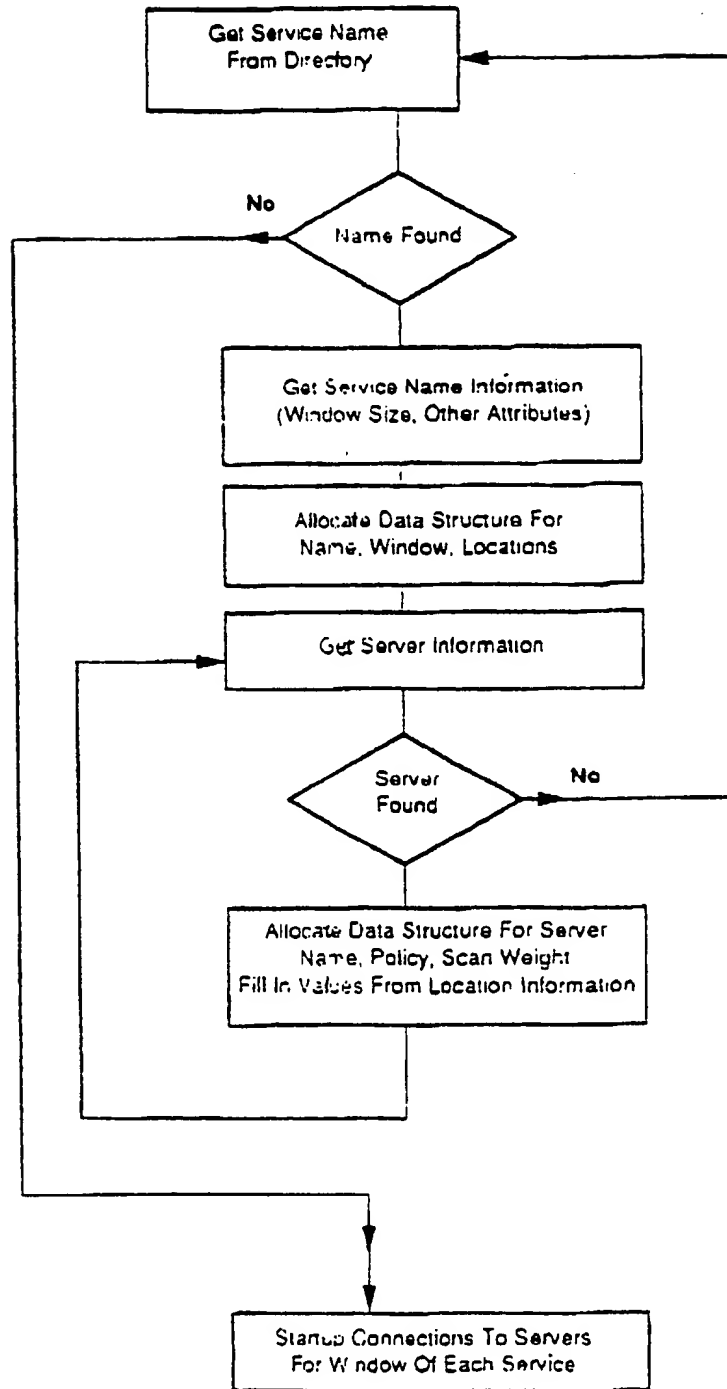 Get Service Name
From Directory
No
Name Found
Get Service Name Information
(Window Size, Other Attributes)
Allocate Data Structure For
Name, Window, Locations
Get Server Information
Server
Found
No
Allocate Data Structure For Server
Name, Policy, Scan Weight
Fill In Values From Location Information
Startup Connections To Servers
For Window Of Each Service